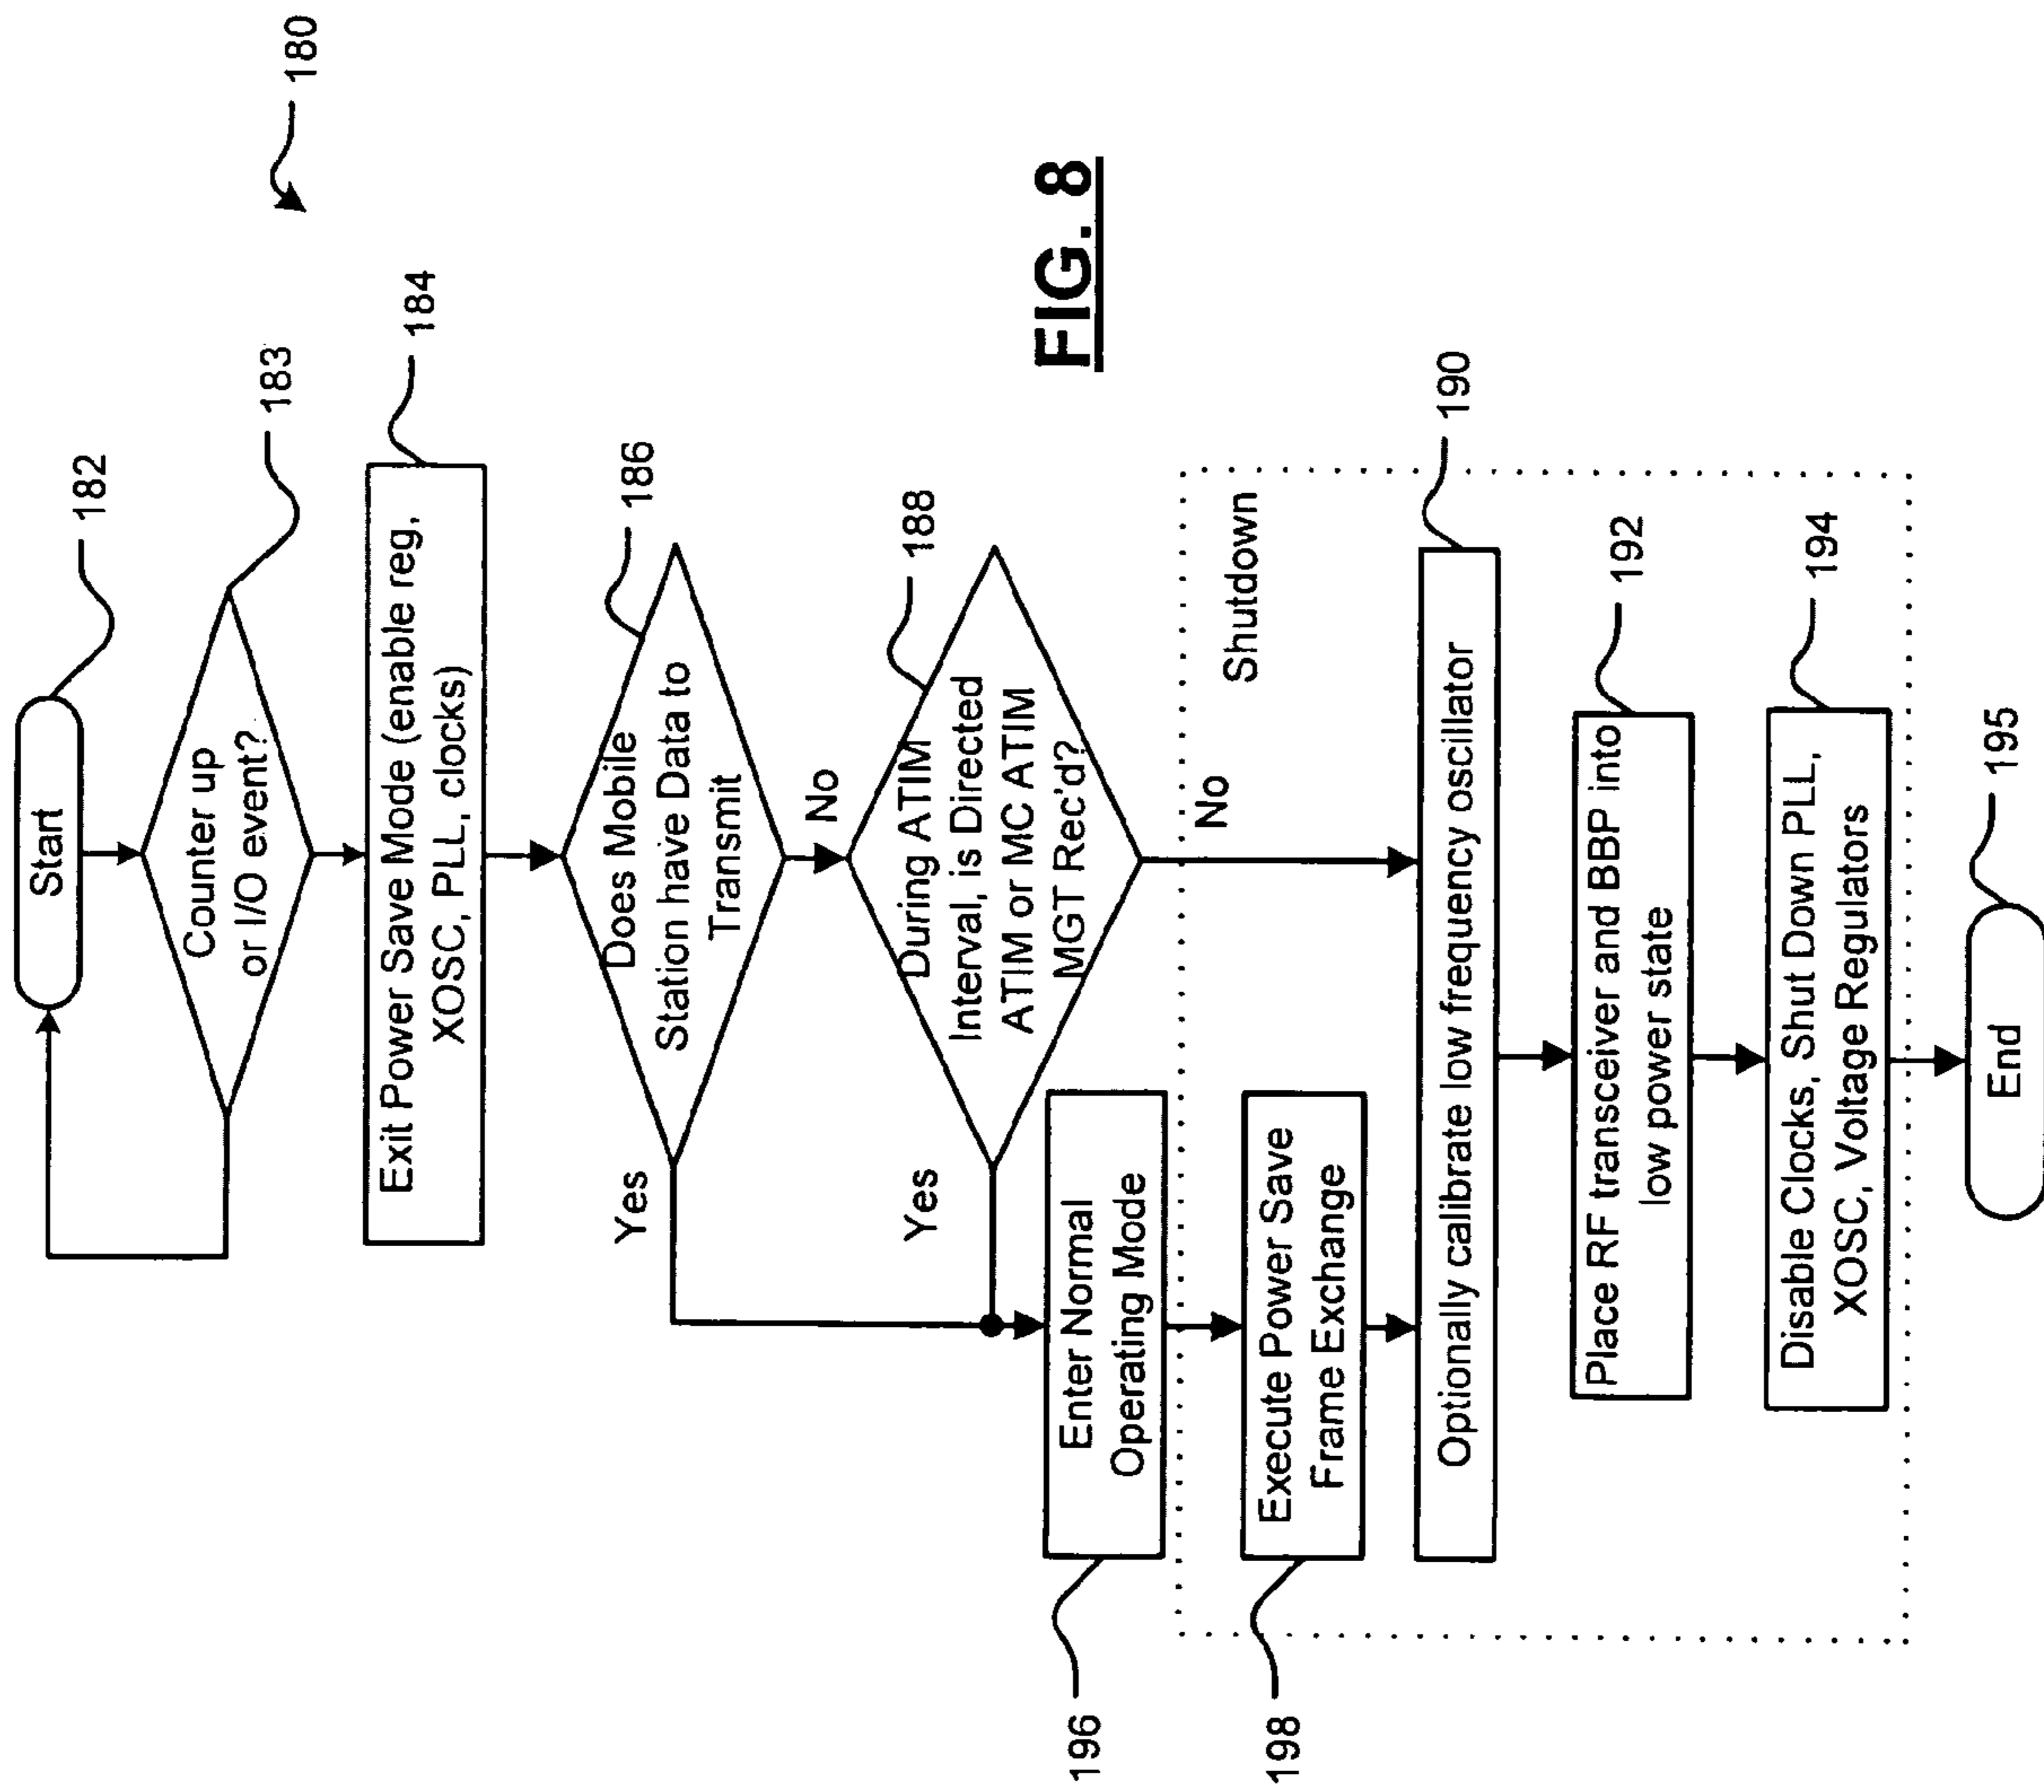 180
Start
182
Counter up
or I/O event?
183
Exit Power Save Mode (enable reg,
XOSC, PLL, clocks)
184
Does Mobile
Station have Data to
Transmit
186
Yes
No
During ATIM
Interval, is Directed
ATIM or MC ATIM
MGT Rec'd?
188
Yes
No
Enter Normal
Operating Mode
196
Shutdown
Execute Power Save
Frame Exchange
198
Optionally calibrate low frequency oscillator
190
Place RF transceiver and BBP into
low power state
192
Disable Clocks, Shut Down PLL,
XOSC, Voltage Regulators
194
End
195
FIG. 8